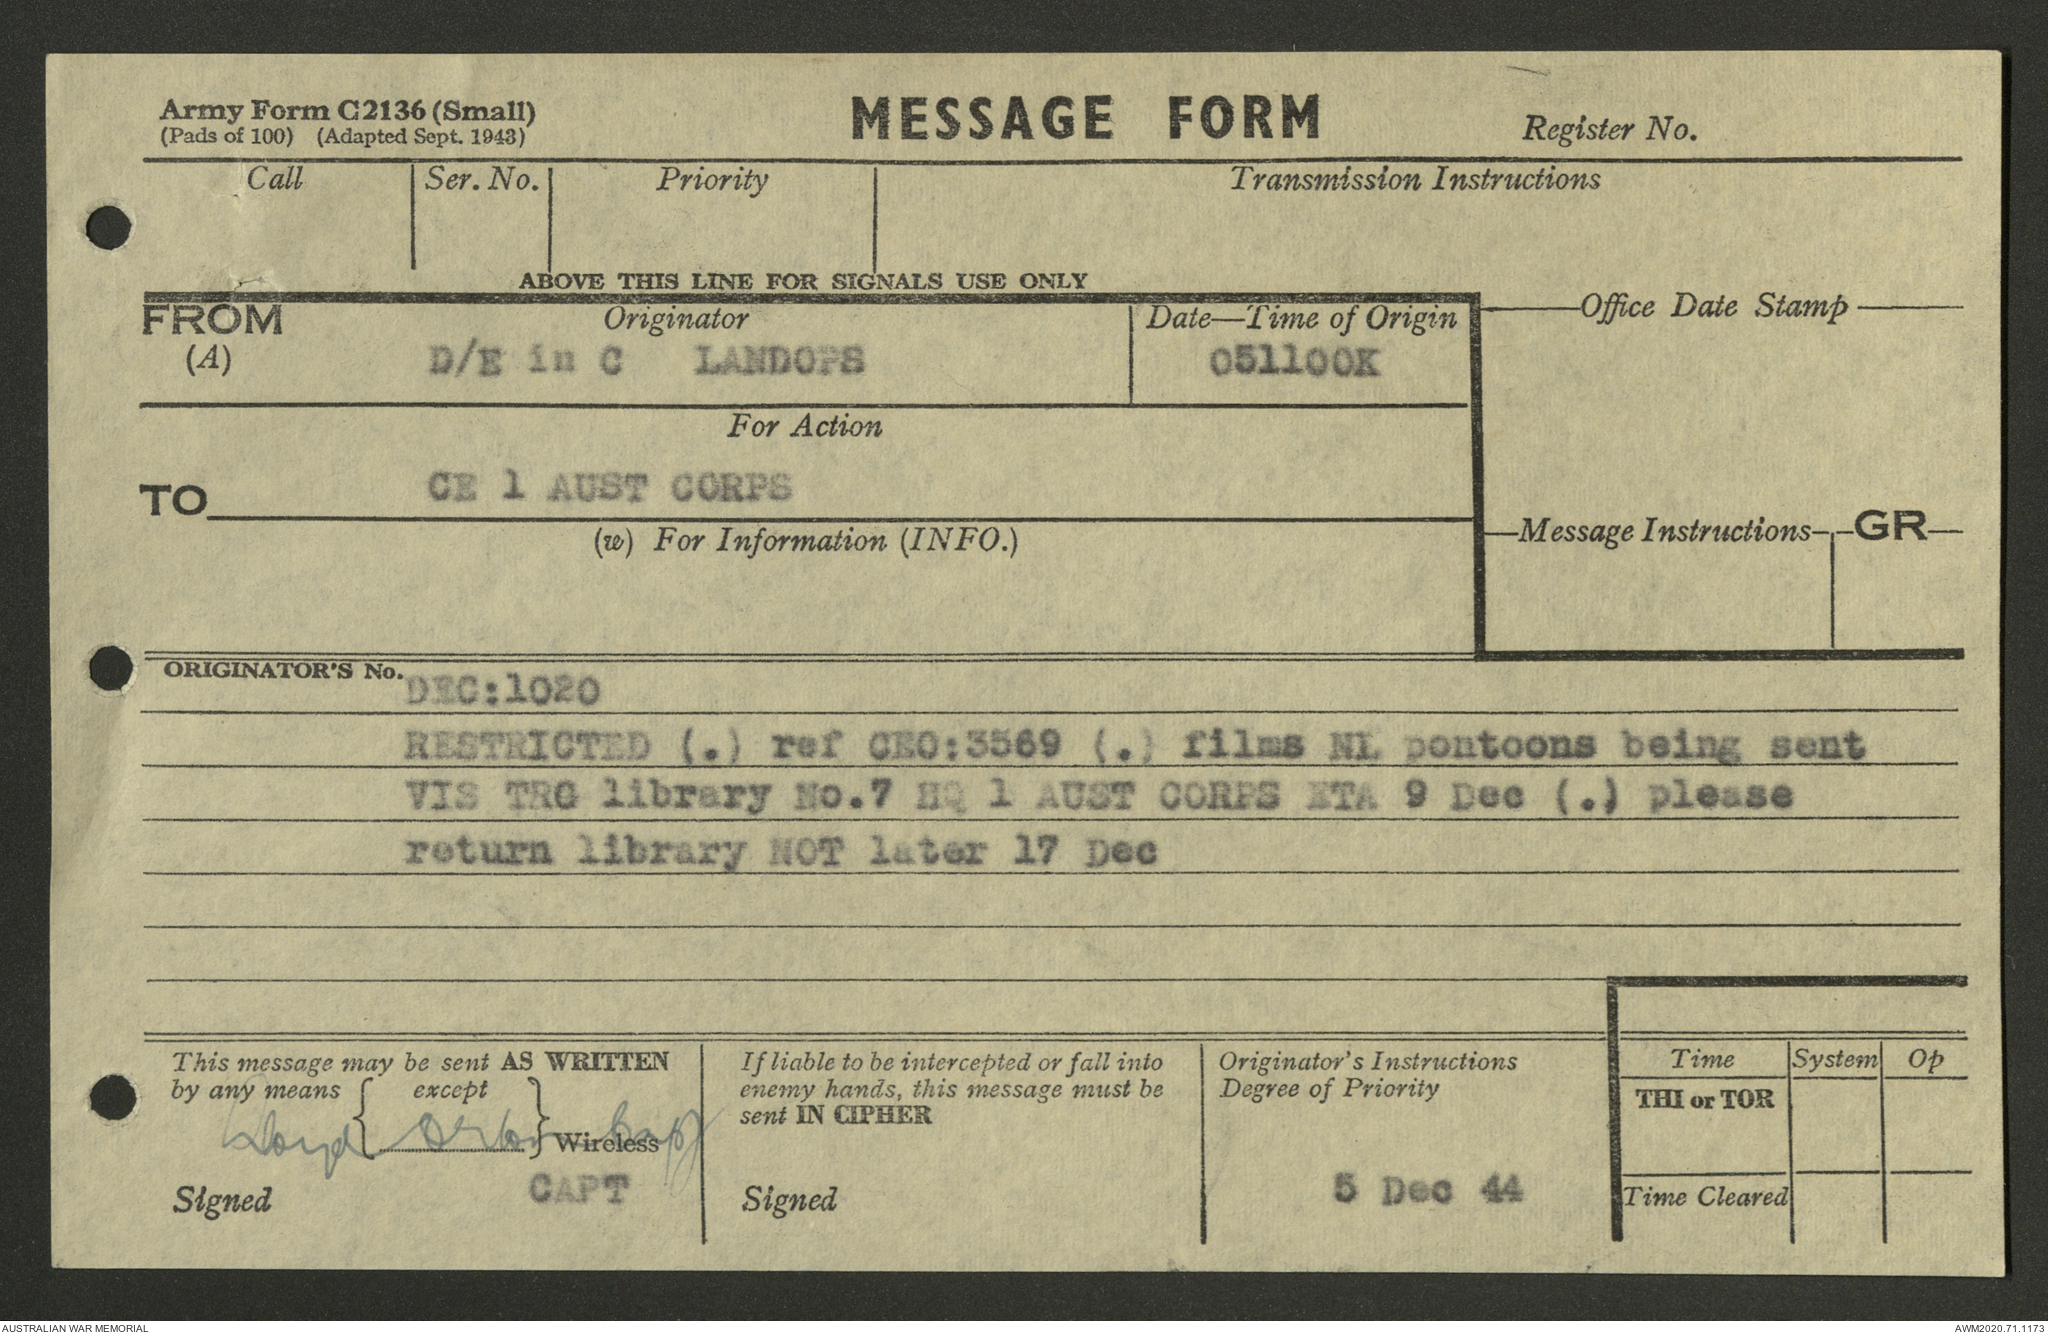 Army Form C2136 (Small)
(Pads of 100) (Adapted Sept. 1943)
MESSAGE FORM
Register No.
Call
Ser. No.
Priority
Transmission Instructions
ABOVE THIS LINE FOR SIGNALS USE ONLY
FROM
(A)
Originator
D/E in C LANDOPS
Date—Time of Origin
051100K
Office Date Stamp
For Action
TO
CE 1 AUST CORPS
(w) For Information (INFO.)
Message Instructions
GR
ORIGINATOR'S No.
DEC:1020
RESTRICTED (.) ref CEO:3569 (.) films NL pontoons being sent
VIS TRG library No.7 HQ 1 AUST CORPS ETA 9 Dec (.) please
return library NOT later 17 Dec
This message may be sent AS WRITTEN
by any means { except } Wireless
Signed
CAPT
If liable to be intercepted or fall into
enemy hands, this message must be
sent IN CIPHER
Signed
Originator's Instructions
Degree of Priority
5 Dec 44
Time
System
Op
THI or TOR
Time Cleared
AUSTRALIAN WAR MEMORIAL
AWM2020.71.1173